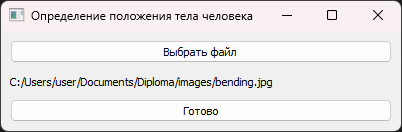 Определение положения тела человека
Выбрать файл
C:/Users/user/Documents/Diploma/images/bending.jpg
Готово